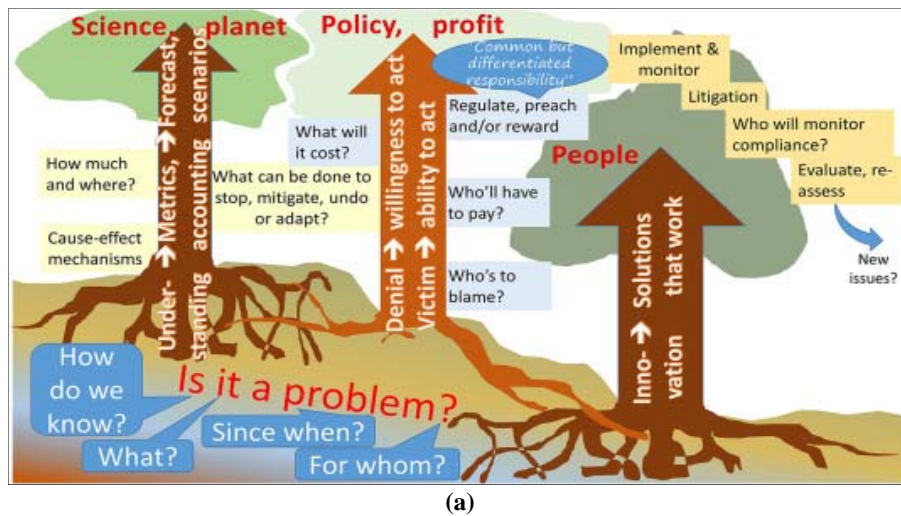 Science, planet
Policy, profit
"Common but
differentiated
responsibility"
Implement &
monitor
Litigation
Who will monitor
compliance?
Evaluate, re-
assess
New
issues?
Regulate, preach
and/or reward
What will
it cost?
How much
and where?
What can be done to
stop, mitigate, undo
or adapt?
Who'll have
to pay?
Cause-effect
mechanisms
Who's to
blame?
People
Under- ➔ Metrics, ➔ Forecast,
standing accounting scenarios
Denial ➔ willingness to act
Victim ➔ ability to act
Inno- ➔ Solutions
vation that work
Is it a problem?
How
do we
know?
What?
Since when?
For whom?
(a)